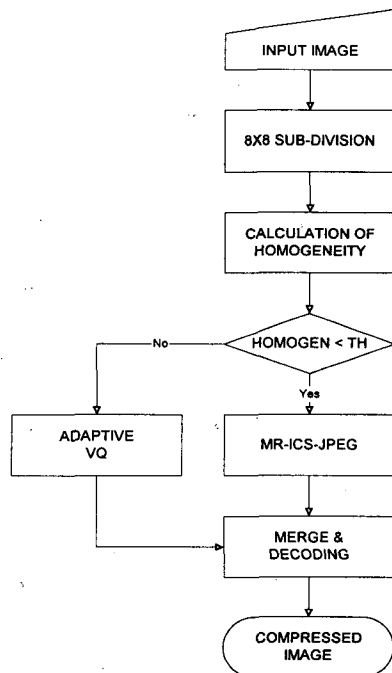 INPUT IMAGE
8X8 SUB-DIVISION
CALCULATION OF
HOMOGENEITY
HOMOGEN < TH
No
Yes
ADAPTIVE
VQ
MR-ICS-JPEG
MERGE &
DECODING
COMPRESSED
IMAGE